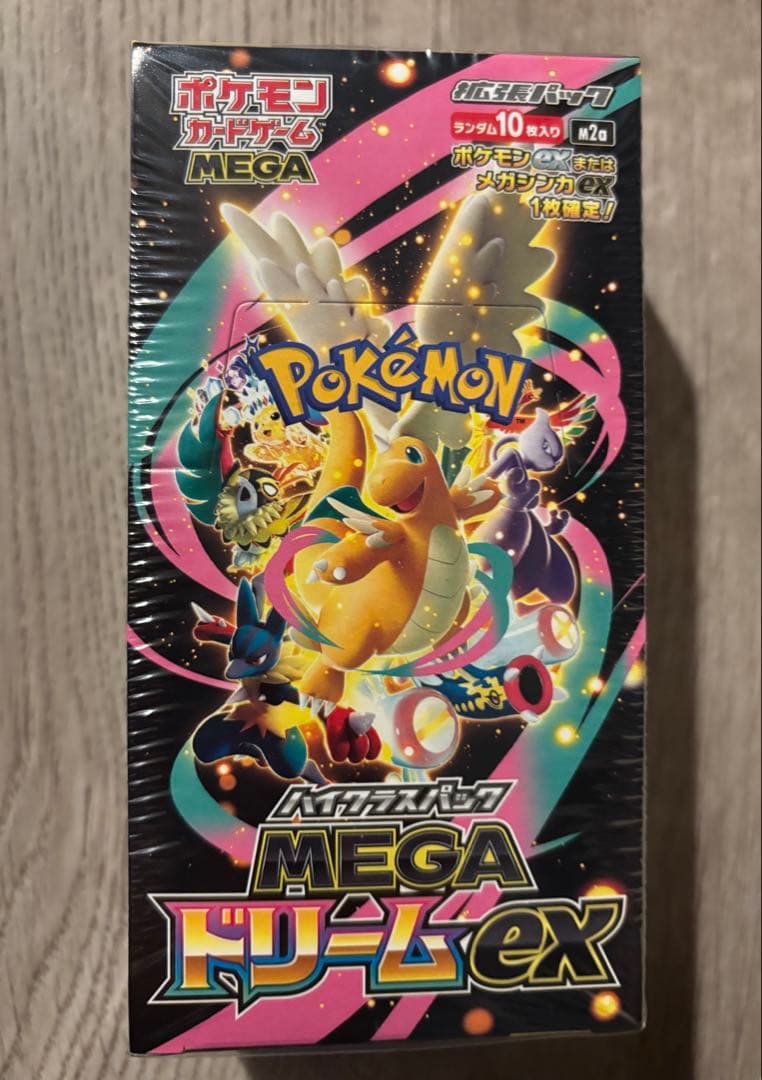 ポケモン
カードゲーム
MEGA
拡張パック
ランダム10枚入り M2a
ポケモンexまたは
メガシンカex
1枚確定!
POKéMON
ハイクラスパック
MEGA
ドリームex